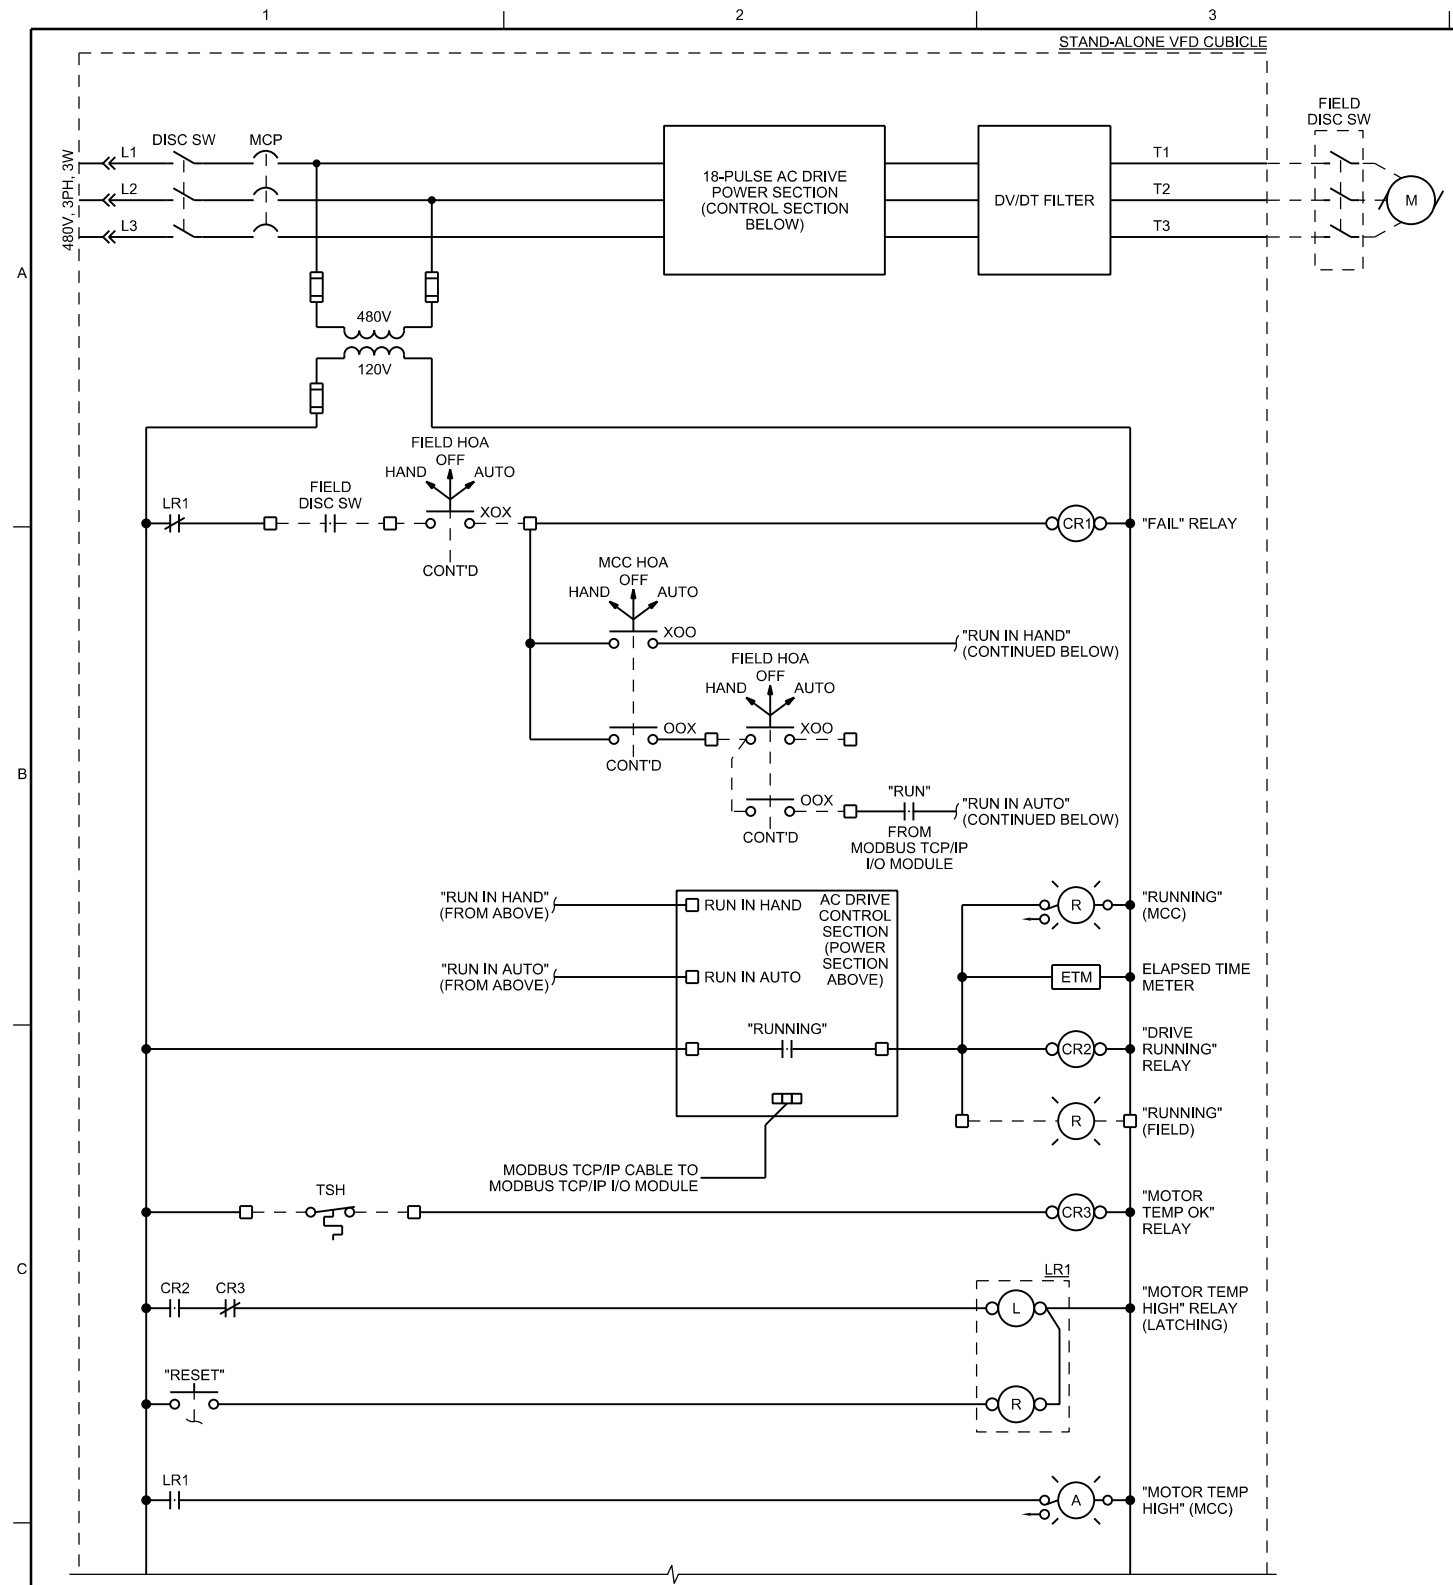 1
2
3
STAND-ALONE VFD CUBICLE
480V, 3PH, 3W
L1
L2
L3
DISC SW
MCP
18-PULSE AC DRIVE
POWER SECTION
(CONTROL SECTION
BELOW)
DV/DT FILTER
T1
T2
T3
FIELD
DISC SW
M
A
480V
120V
LR1
FIELD
DISC SW
FIELD HOA
OFF
HAND
AUTO
XOX
CONT'D
CR1
"FAIL" RELAY
MCC HOA
OFF
HAND
AUTO
XOO
"RUN IN HAND"
(CONTINUED BELOW)
FIELD HOA
OFF
HAND
AUTO
OOX
XOO
CONT'D
B
OOX
CONT'D
"RUN"
FROM
MODBUS TCP/IP
I/O MODULE
"RUN IN AUTO"
(CONTINUED BELOW)
"RUN IN HAND"
(FROM ABOVE)
RUN IN HAND
AC DRIVE
CONTROL
SECTION
(POWER
SECTION
ABOVE)
"RUN IN AUTO"
(FROM ABOVE)
RUN IN AUTO
R
"RUNNING"
(MCC)
ETM
ELAPSED TIME
METER
"RUNNING"
CR2
"DRIVE
RUNNING"
RELAY
R
"RUNNING"
(FIELD)
MODBUS TCP/IP CABLE TO
MODBUS TCP/IP I/O MODULE
TSH
CR3
"MOTOR
TEMP OK"
RELAY
C
CR2
CR3
LR1
L
"MOTOR TEMP
HIGH" RELAY
(LATCHING)
"RESET"
R
LR1
A
"MOTOR TEMP
HIGH" (MCC)